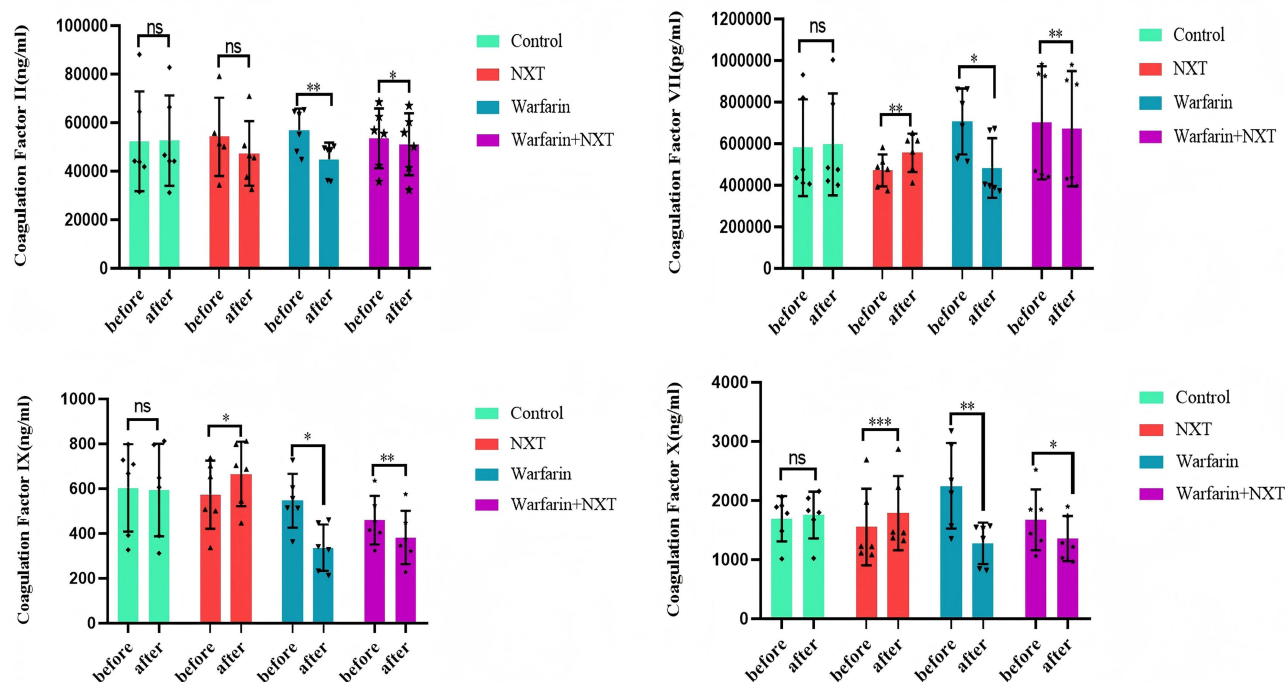 Coagulation Factor II(ng/ml)
100000
80000
60000
40000
20000
0
ns
ns
**
*
before
after
before
after
before
after
before
after
Control
NXT
Warfarin
Warfarin+NXT
Coagulation Factor VII(pg/ml)
1200000
1000000
800000
600000
400000
200000
0
ns
**
*
**
before
after
before
after
before
after
before
after
Control
NXT
Warfarin
Warfarin+NXT
Coagulation Factor IX(ng/ml)
1000
800
600
400
200
0
ns
*
*
**
before
after
before
after
before
after
before
after
Control
NXT
Warfarin
Warfarin+NXT
Coagulation Factor X(ng/ml)
4000
3000
2000
1000
0
ns
***
**
*
before
after
before
after
before
after
before
after
Control
NXT
Warfarin
Warfarin+NXT